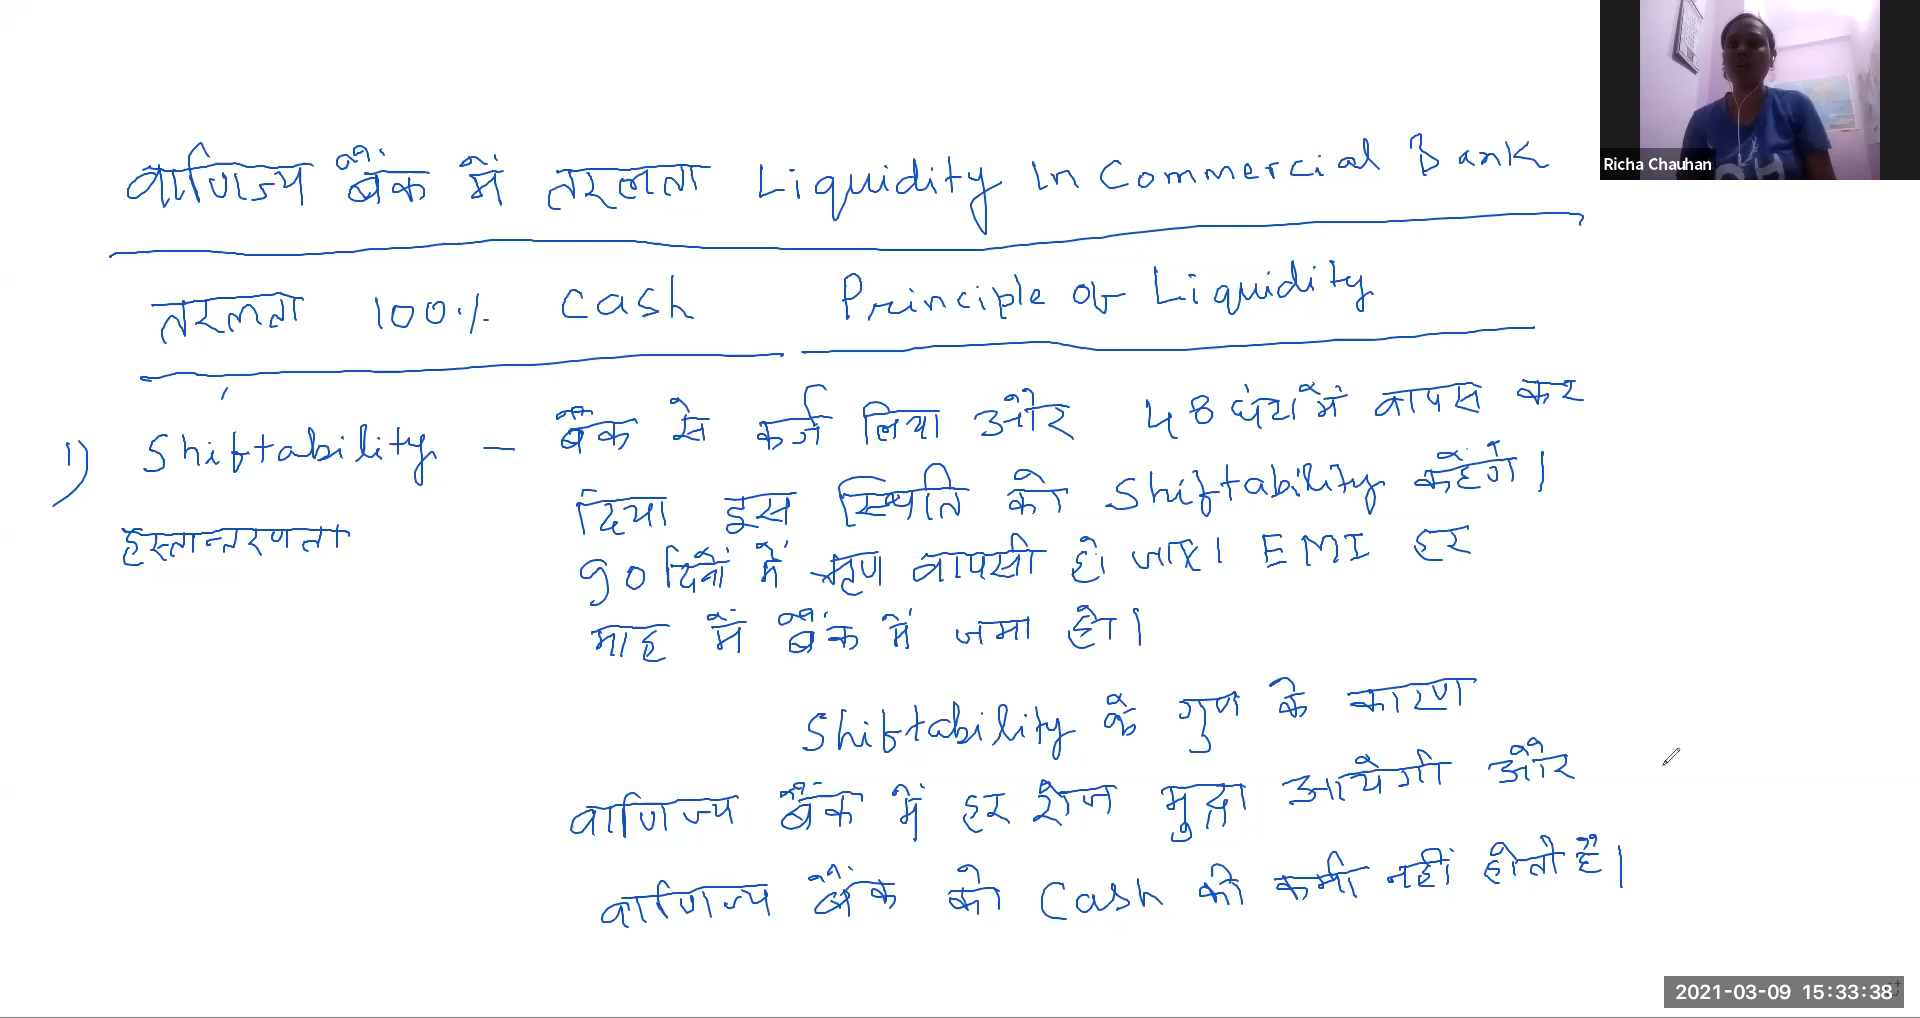 वाणिज्य बैंक में तरलता Liquidity In Commercial Bank
Richa Chauhan
तरलता 100% Cash Principle of Liquidity
1) Shiftability – बैंक से कर्ज लिया और 48 घंटों में वापस कर
दिया इस स्थिति को Shiftability कहेंगे।
हस्तान्तरणता
90 दिनों में ऋण वापसी हो जाए। EMI हर
माह में बैंक में जमा हो।
Shiftability के गुण के कारण
वाणिज्य बैंक में हर रोज मुद्रा आयेगी और
वाणिज्य बैंक को Cash की कमी नहीं होती है।
2021-03-09 15:33:38